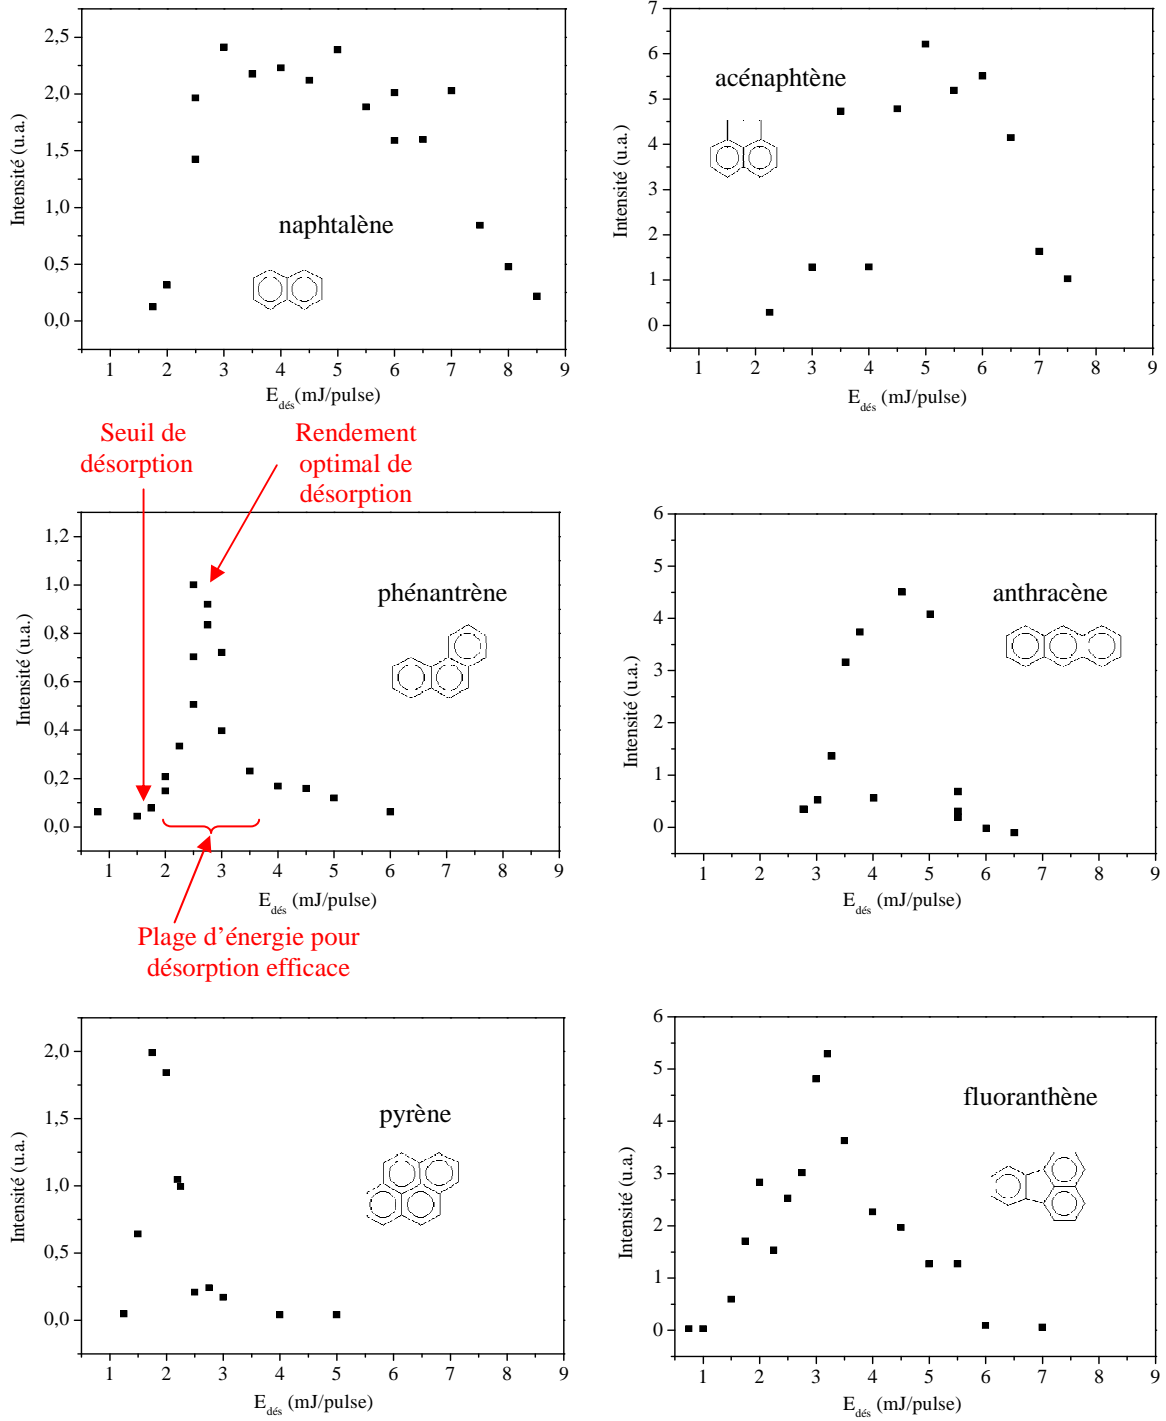 Intensité (u.a.)
2,5
2,0
1,5
1,0
0,5
0,0
naphtalène
1 2 3 4 5 6 7 8 9
E dés (mJ/pulse)
Intensité (u.a.)
7
6
5
4
3
2
1
0
acénaphtène
1 2 3 4 5 6 7 8 9
E dés (mJ/pulse)
Seuil de
désorption
Rendement
optimal de
désorption
Intensité (u.a.)
1,2
1,0
0,8
0,6
0,4
0,2
0,0
phénantrène
1 2 3 4 5 6 7 8 9
E dés (mJ/pulse)
Plage d’énergie pour
désorption efficace
Intensité (u.a.)
6
5
4
3
2
1
0
anthracène
1 2 3 4 5 6 7 8 9
E dés (mJ/pulse)
Intensité (u.a.)
2,0
1,5
1,0
0,5
0,0
pyrène
1 2 3 4 5 6 7 8 9
E dés (mJ/pulse)
Intensité (u.a.)
6
5
4
3
2
1
0
fluoranthène
1 2 3 4 5 6 7 8 9
E dés (mJ/pulse)